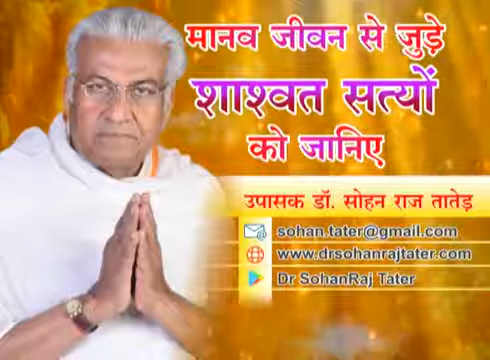 मानव जीवन से जुड़े
शाश्वत सत्यों
को जानिए
उपासक डॉ. सोहन राज तातेड़
sohan.tater@gmail.com
www.drsohanrajtater.com
Dr SohanRaj Tater